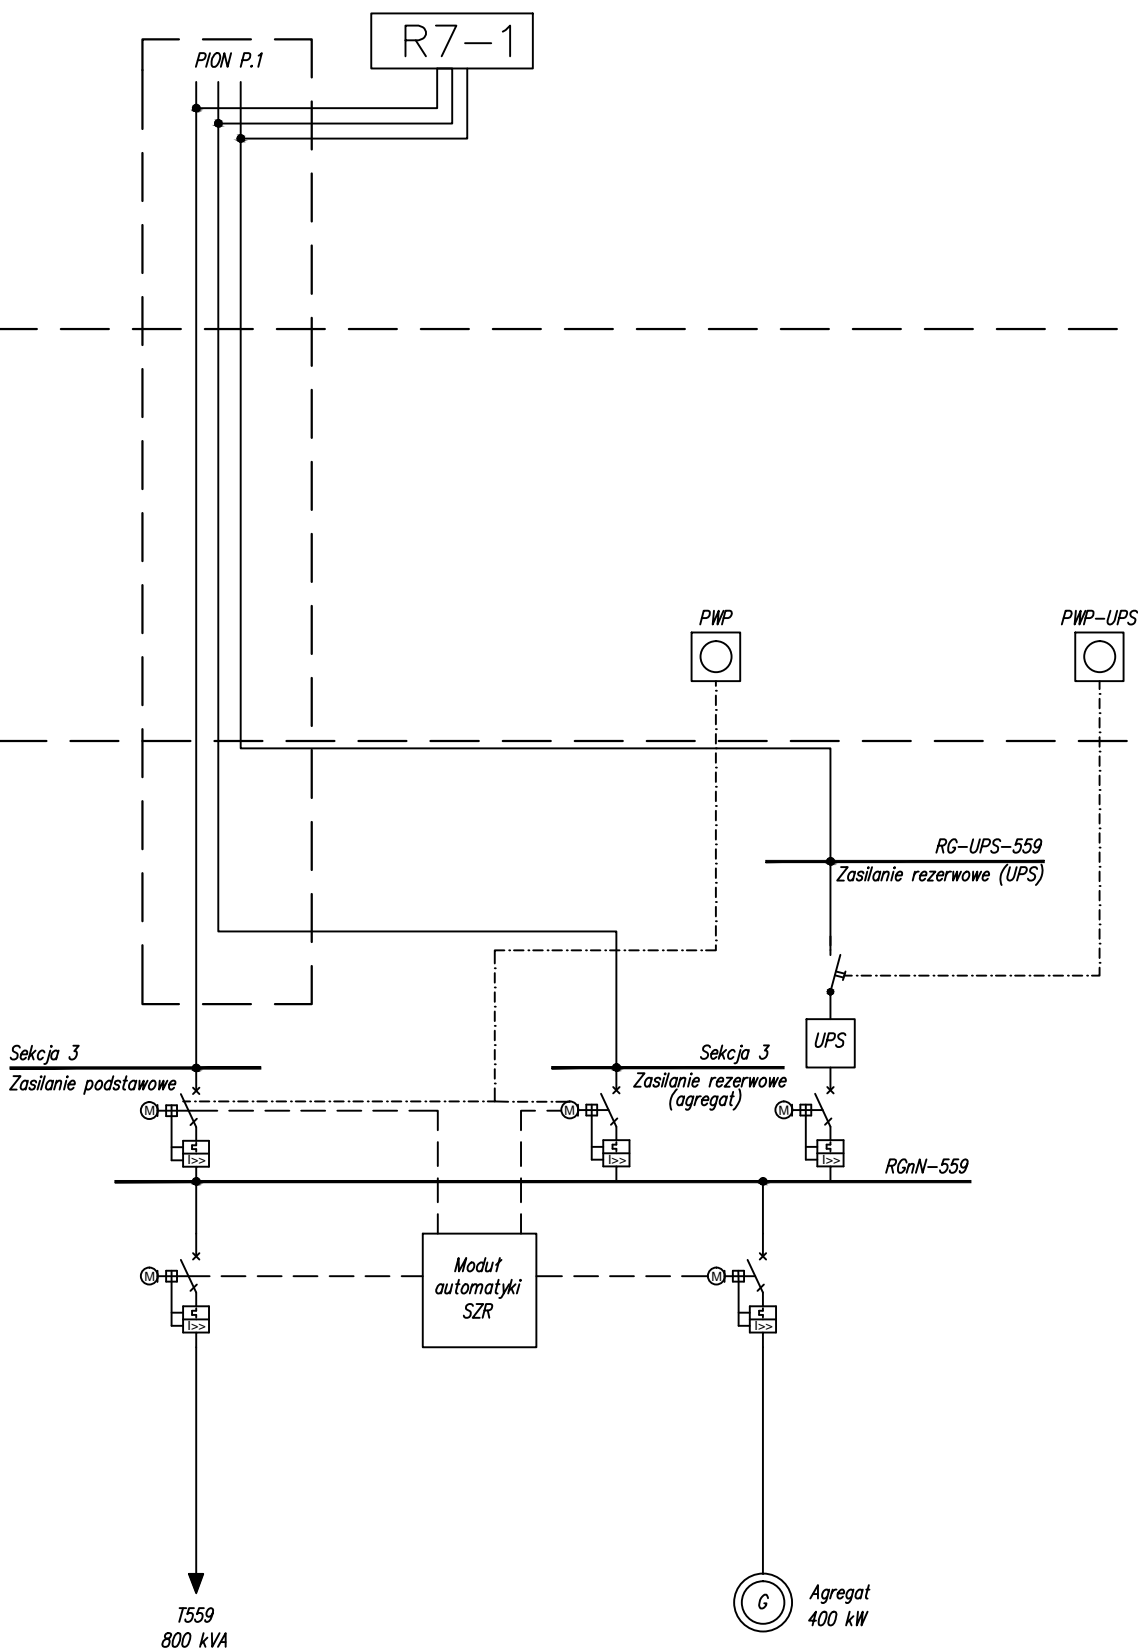 R7-1
PION P.1
PWP
PWP-UPS
RG-UPS-559
Zasilanie rezerwowe (UPS)
UPS
Sekcja 3
Zasilanie podstawowe
Sekcja 3
Zasilanie rezerwowe
(agregat)
M
M
M
I>>
I>>
I>>
RGnN-559
Moduł
automatyki
SZR
M
M
I>>
I>>
T559
800 kVA
G
Agregat
400 kW